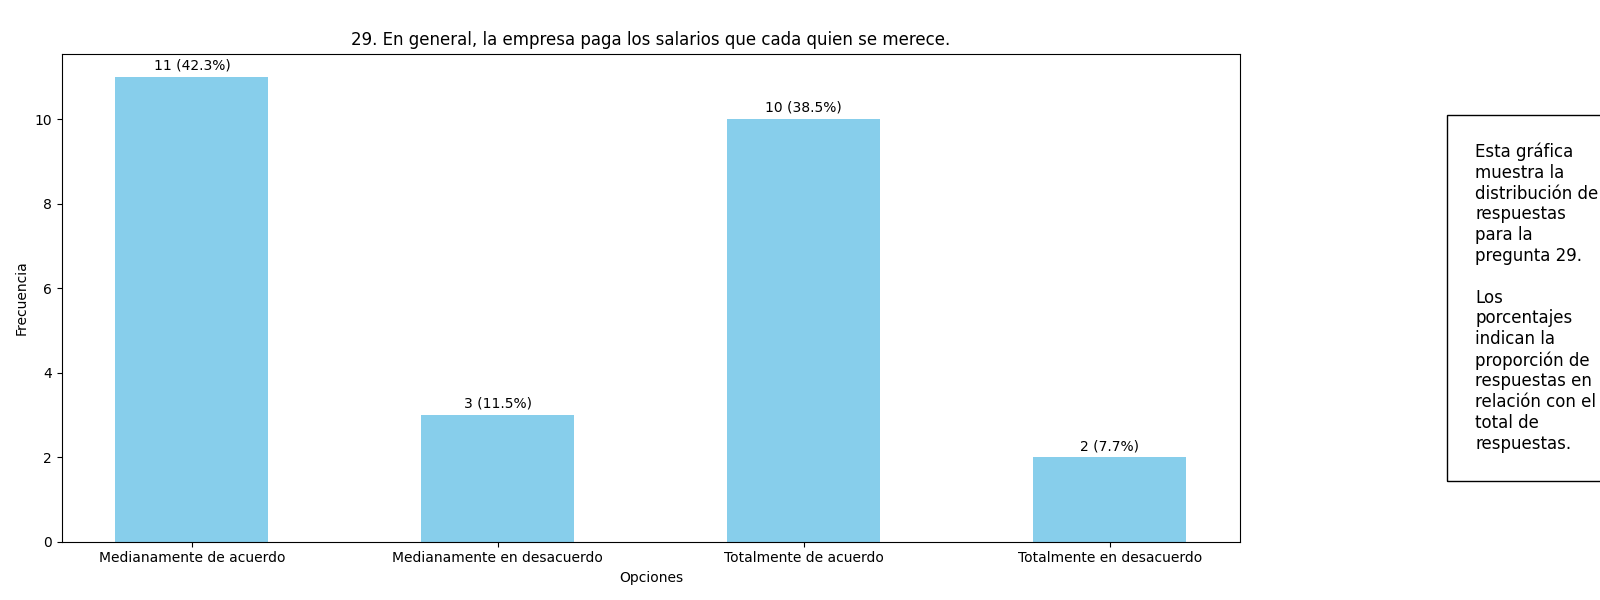 29. En general, la empresa paga los salarios que cada quien se merece.
11 (42.3%)
3 (11.5%)
10 (38.5%)
2 (7.7%)
10
8
6
4
2
0
Frecuencia
Medianamente de acuerdo
Medianamente en desacuerdo
Totalmente de acuerdo
Totalmente en desacuerdo
Opciones
Esta gráfica
muestra la
distribución de
respuestas
para la
pregunta 29.
Los
porcentajes
indican la
proporción de
respuestas en
relación con el
total de
respuestas.